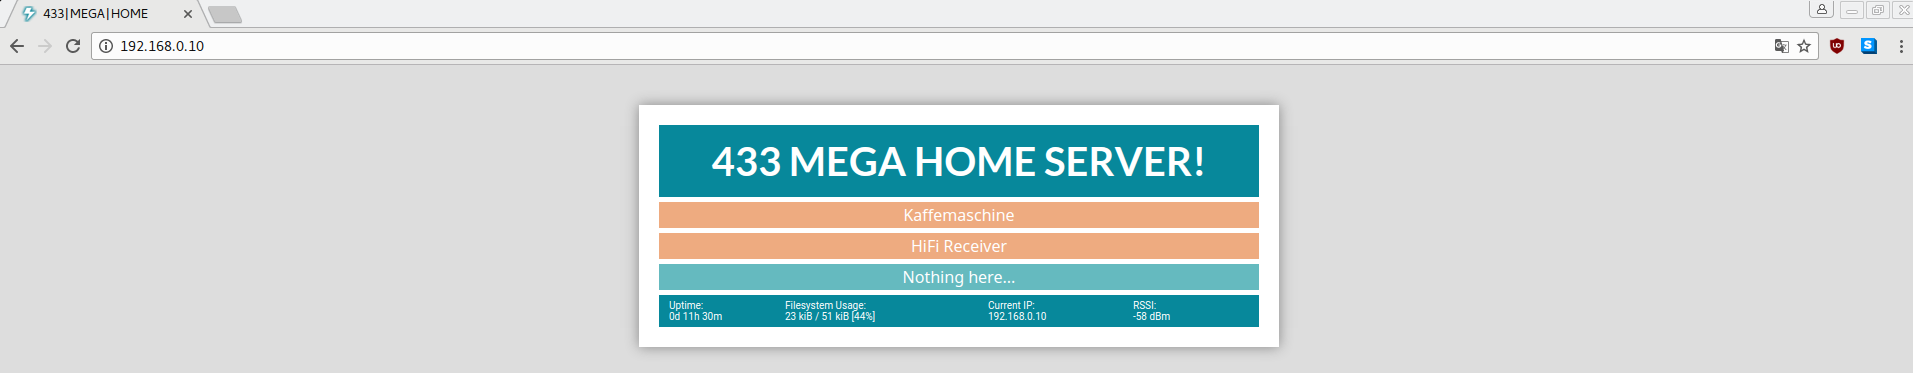 433|MEGA|HOME
192.168.0.10
433 MEGA HOME SERVER!
Kaffemaschine
HiFi Receiver
Nothing here...
Uptime: Filesystem Usage: Current IP: RSSI:
0d 11h 30m 23 kiB / 51 kiB [44%] 192.168.0.10 -58 dBm